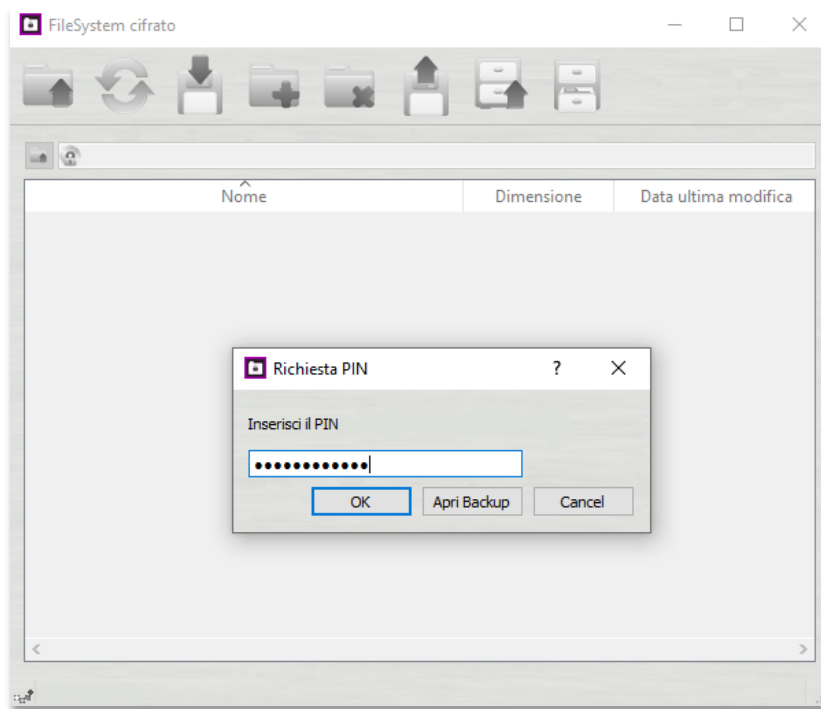 FileSystem cifrato
Nome Dimensione Data ultima modifica
Richiesta PIN ?
Inserisci il PIN
●●●●●●●●●●●●
OK Apri Backup Cancel